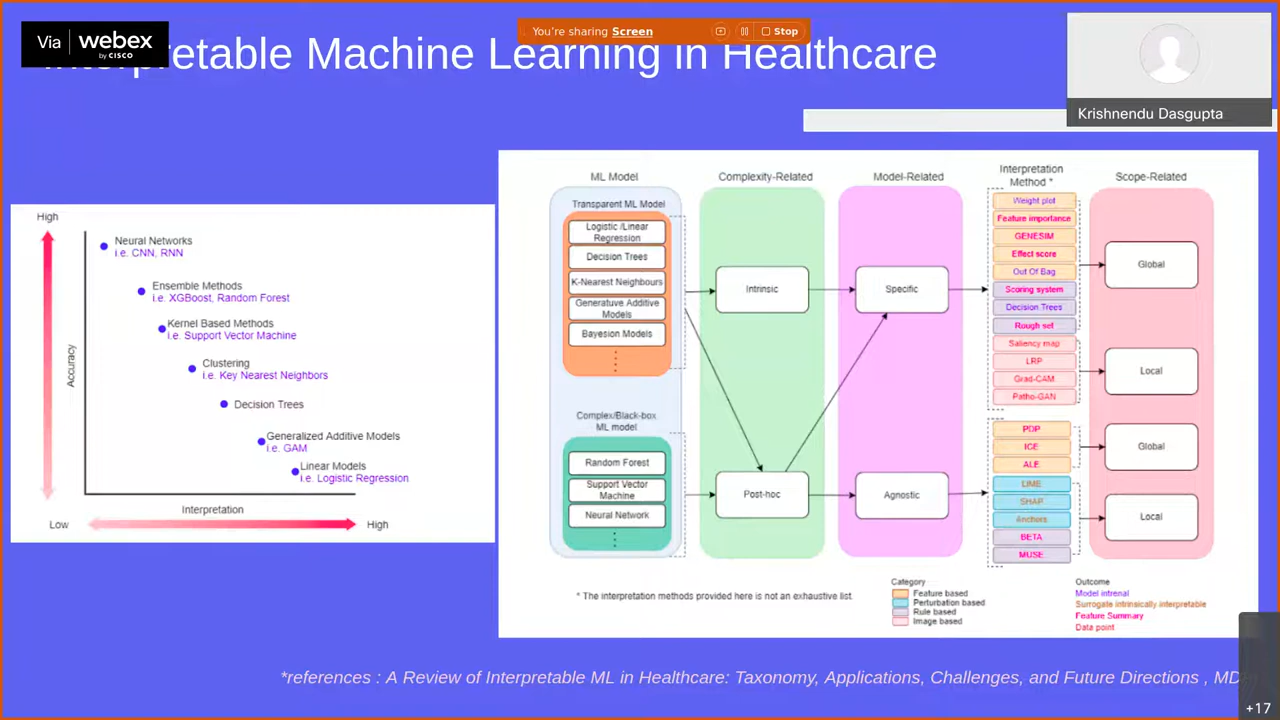 Via webex
by CISCO
You're sharing Screen
Stop
Interpretable Machine Learning in Healthcare
Krishnendu Dasgupta
High
Neural Networks
i.e. CNN, RNN
Ensemble Methods
i.e. XGBoost, Random Forest
Kernel Based Methods
i.e. Support Vector Machine
Clustering
i.e. Key Nearest Neighbors
Decision Trees
Generalized Additive Models
i.e. GAM
Linear Models
i.e. Logistic Regression
Accuracy
Interpretation
Low
High
ML Model
Transparent ML Model
Logistic /Linear
Regression
Decision Trees
K-Nearest Neighbours
Generatuve Additive
Models
Bayesion Models
Complex/Black-box
ML model
Random Forest
Support Vector
Machine
Neural Network
Complexity-Related
Intrinsic
Post-hoc
Model-Related
Specific
Agnostic
Interpretation
Method *
Weight plot
Feature importance
GENESIM
Effect score
Out Of Bag
Scoring system
Decision Trees
Rough set
Saliency map
LRP
Grad-CAM
Patho-GAN
PDP
ICE
ALE
LIME
SHAP
Anchors
BETA
MUSE
Scope-Related
Global
Local
Global
Local
* The interpretation methods provided here is not an exhaustive list.
Category
Feature based
Perturbation based
Rule based
Image based
Outcome
Model intrenal
Surrogate intrinsically interpretable
Feature Summary
Data point
*references : A Review of Interpretable ML in Healthcare: Taxonomy, Applications, Challenges, and Future Directions , MD
+17